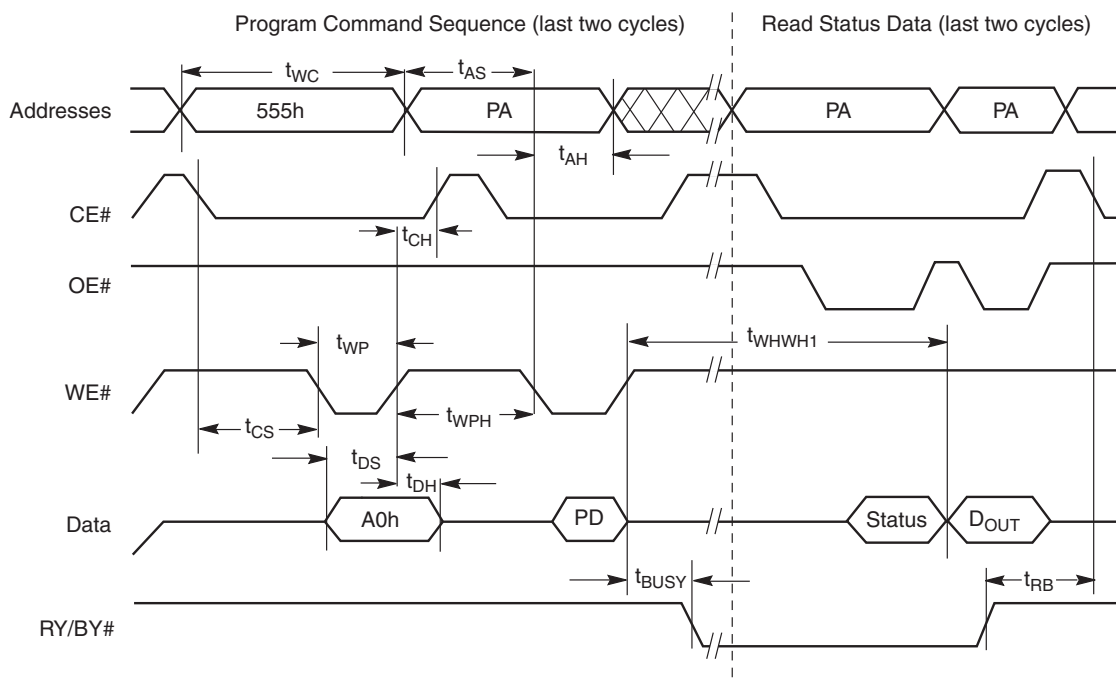 Program Command Sequence (last two cycles) Read Status Data (last two cycles)
tWC tAS
Addresses 555h PA PA PA
tAH
CE#
tCH
OE#
tWP tWHWH1
WE#
tCS tWPH
tDS
tDH
Data A0h PD Status DOUT
tBUSY tRB
RY/BY#